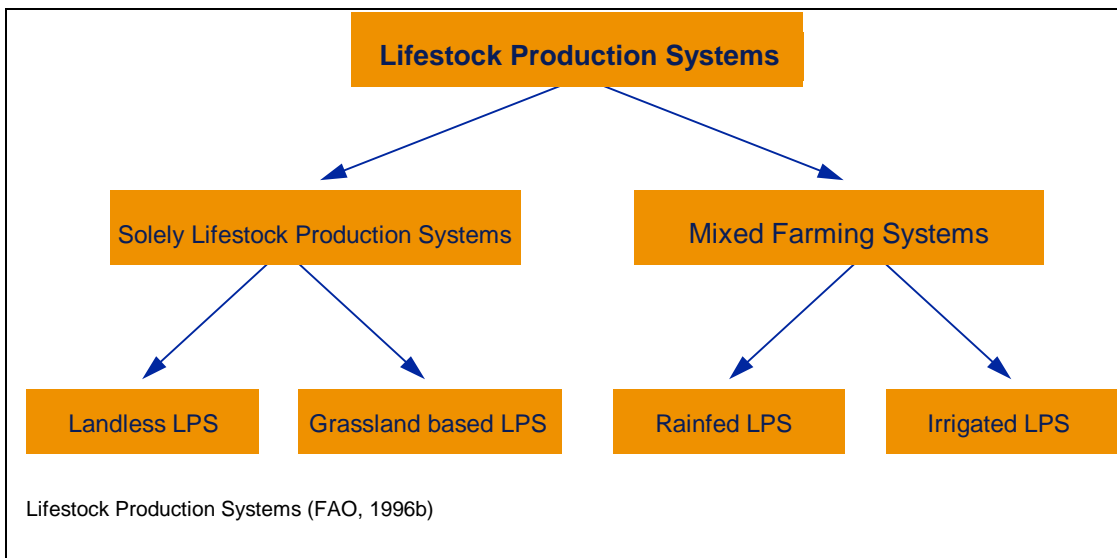 Lifestock Production Systems
Solely Lifestock Production Systems
Mixed Farming Systems
Landless LPS
Grassland based LPS
Rainfed LPS
Irrigated LPS
Lifestock Production Systems (FAO, 1996b)